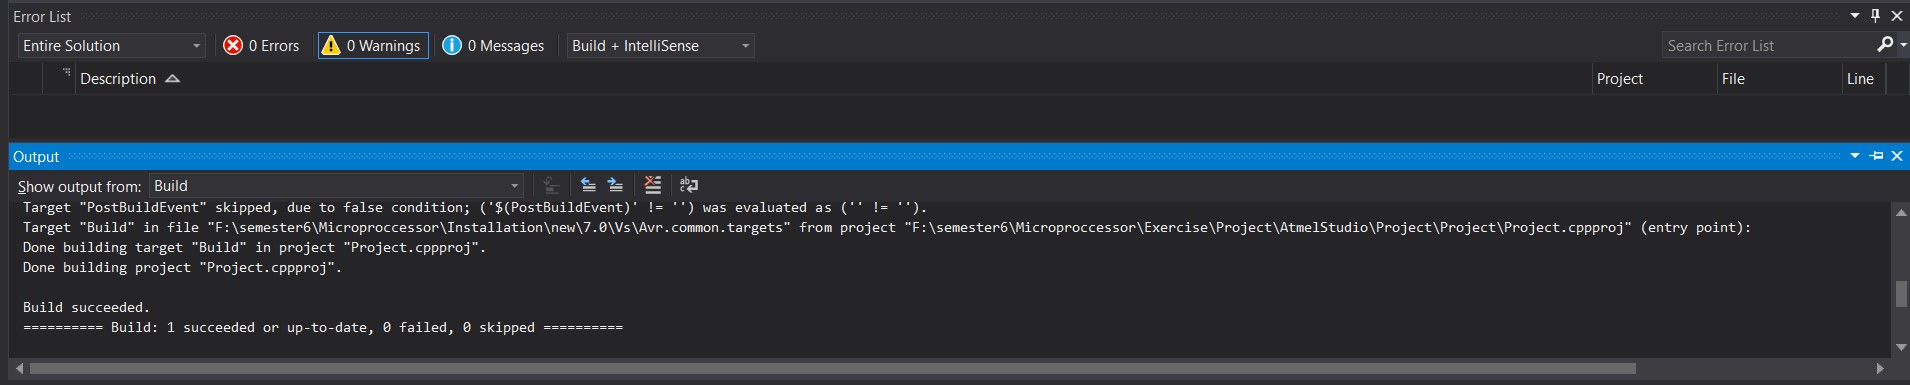 Error List
Entire Solution 0 Errors 0 Warnings 0 Messages Build + IntelliSense Search Error List
Description Project File Line
Output
Show output from: Build
Target "PostBuildEvent" skipped, due to false condition; ('$(PostBuildEvent)' != '') was evaluated as ('' != '').
Target "Build" in file "F:\semester6\Microproccessor\Installation\new\7.0\Vs\Avr.common.targets" from project "F:\semester6\Microproccessor\Exercise\Project\AtmelStudio\Project\Project\Project.cppproj" (entry point):
Done building target "Build" in project "Project.cppproj".
Done building project "Project.cppproj".
Build succeeded.
========== Build: 1 succeeded or up-to-date, 0 failed, 0 skipped ==========